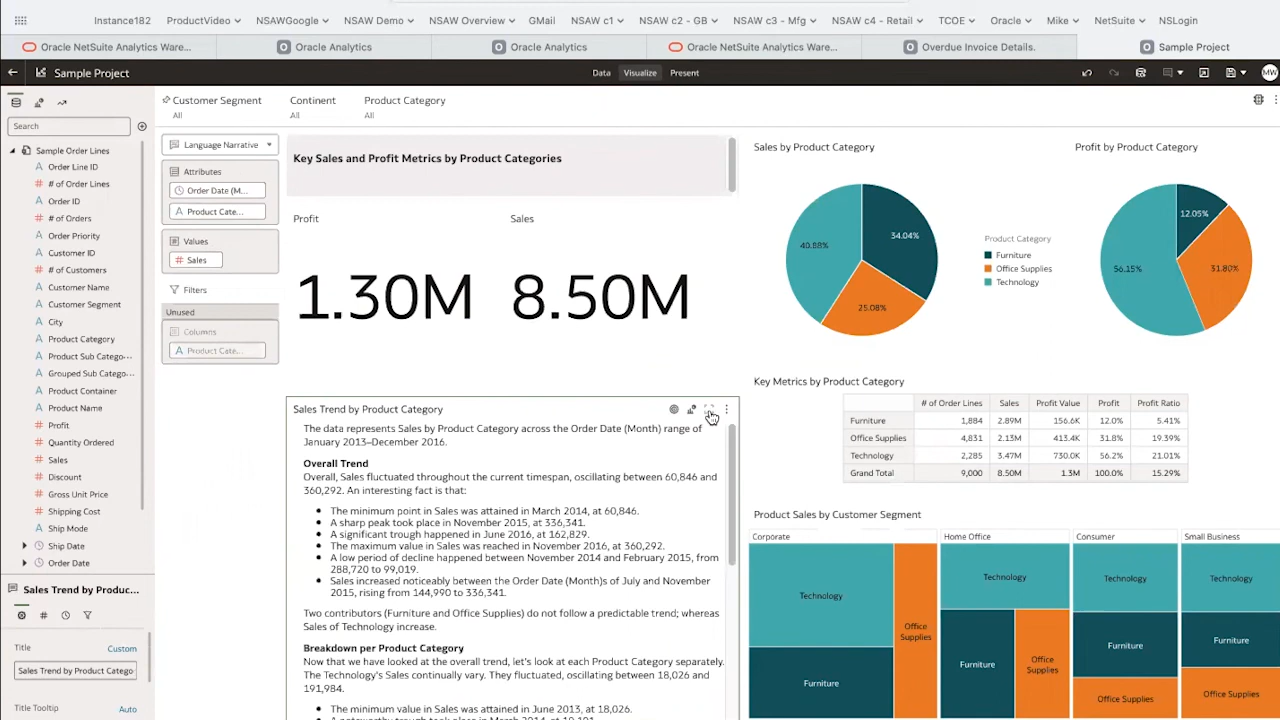 Instance182 ProductVideo NSAWGoogle NSAW Demo NSAW Overview GMail NSAW c1 NSAW c2 - GB NSAW c3 - Mfg NSAW c4 - Retail TCOE Oracle Mike NetSuite NSLogin
Oracle NetSuite Analytics Ware... Oracle Analytics Oracle Analytics Oracle NetSuite Analytics Ware... Overdue Invoice Details. Sample Project
Sample Project Data Visualize Present MW
Customer Segment Continent Product Category
All All All
Search
Sample Order Lines
Order Line ID
# of Order Lines
Order ID
# of Orders
Order Priority
Customer ID
# of Customers
Customer Name
Customer Segment
City
Product Category
Product Sub Catego...
Grouped Sub Catego...
Product Container
Product Name
Profit
Quantity Ordered
Sales
Discount
Gross Unit Price
Shipping Cost
Ship Mode
Ship Date
Order Date
Sales Trend by Produc...
Title Custom
Sales Trend by Product Catego
Title Tooltip Auto
Language Narrative
Attributes
Order Date (M...
Product Cate...
Values
Sales
Filters
Unused
Columns
Product Cate...
Key Sales and Profit Metrics by Product Categories
Profit Sales
1.30M 8.50M
Sales Trend by Product Category
The data represents Sales by Product Category across the Order Date (Month) range of
January 2013–December 2016.
Overall Trend
Overall, Sales fluctuated throughout the current timespan, oscillating between 60,846 and
360,292. An interesting fact is that:
The minimum point in Sales was attained in March 2014, at 60,846.
A sharp peak took place in November 2015, at 336,341.
A significant trough happened in June 2016, at 162,829.
The maximum value in Sales was reached in November 2016, at 360,292.
A low period of decline happened between November 2014 and February 2015, from
288,720 to 99,019.
Sales increased noticeably between the Order Date (Month)s of July and November
2015, rising from 144,990 to 336,341.
Two contributors (Furniture and Office Supplies) do not follow a predictable trend; whereas
Sales of Technology increase.
Breakdown per Product Category
Now that we have looked at the overall trend, let's look at each Product Category separately.
The Technology's Sales continually vary. They fluctuated, oscillating between 18,026 and
191,984.
The minimum value in Sales was attained in June 2013, at 18,026.
Sales by Product Category
40.88%
34.04%
25.08%
Product Category
Furniture
Office Supplies
Technology
Profit by Product Category
12.05%
56.15%
31.80%
Key Metrics by Product Category
# of Order Lines Sales Profit Value Profit Profit Ratio
Furniture 1,884 2.89M 156.6K 12.0% 5.41%
Office Supplies 4,831 2.13M 413.4K 31.8% 19.39%
Technology 2,285 3.47M 730.0K 56.2% 21.01%
Grand Total 9,000 8.50M 1.3M 100.0% 15.29%
Product Sales by Customer Segment
Corporate Home Office Consumer Small Business
Technology
Office
Supplies
Furniture
Technology
Furniture
Office
Supplies
Technology
Furniture
Office Supplies
Technology
Furniture
Office Supplies